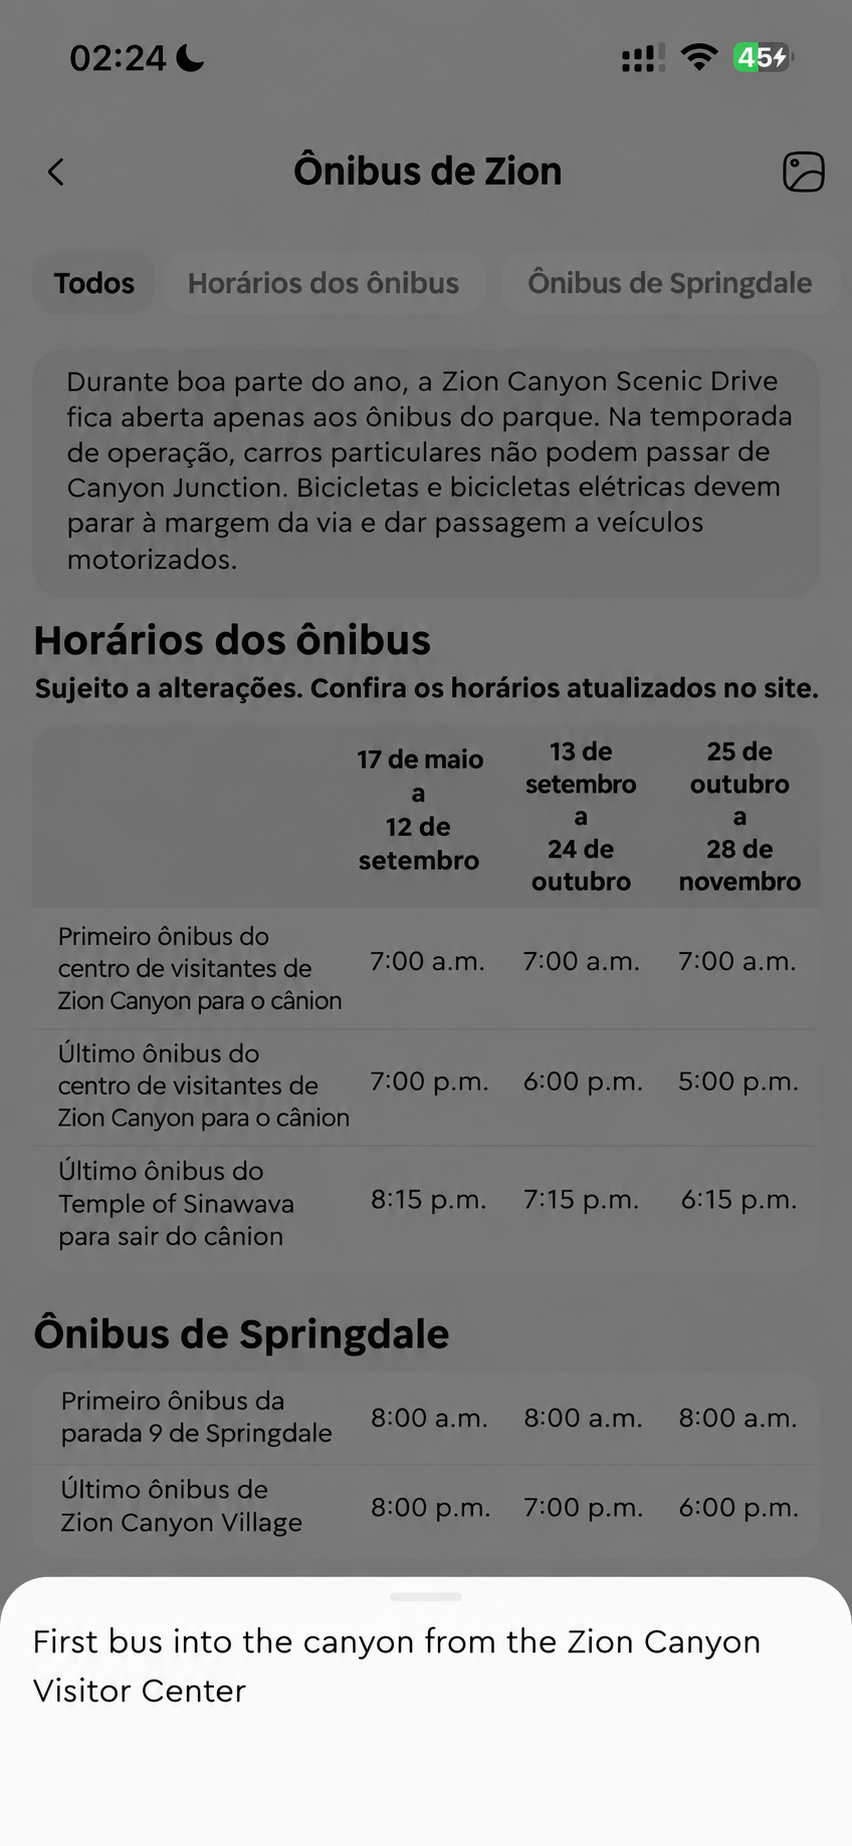 02:24
45
Ônibus de Zion
Todos
Horários dos ônibus
Ônibus de Springdale
Durante boa parte do ano, a Zion Canyon Scenic Drive
fica aberta apenas aos ônibus do parque. Na temporada
de operação, carros particulares não podem passar de
Canyon Junction. Bicicletas e bicicletas elétricas devem
parar à margem da via e dar passagem a veículos
motorizados.
Horários dos ônibus
Sujeito a alterações. Confira os horários atualizados no site.
17 de maio
a
12 de
setembro
13 de
setembro
a
24 de
outubro
25 de
outubro
a
28 de
novembro
Primeiro ônibus do
centro de visitantes de
Zion Canyon para o cânion
7:00 a.m.
7:00 a.m.
7:00 a.m.
Último ônibus do
centro de visitantes de
Zion Canyon para o cânion
7:00 p.m.
6:00 p.m.
5:00 p.m.
Último ônibus do
Temple of Sinawava
para sair do cânion
8:15 p.m.
7:15 p.m.
6:15 p.m.
Ônibus de Springdale
Primeiro ônibus da
parada 9 de Springdale
8:00 a.m.
8:00 a.m.
8:00 a.m.
Último ônibus de
Zion Canyon Village
8:00 p.m.
7:00 p.m.
6:00 p.m.
First bus into the canyon from the Zion Canyon
Visitor Center